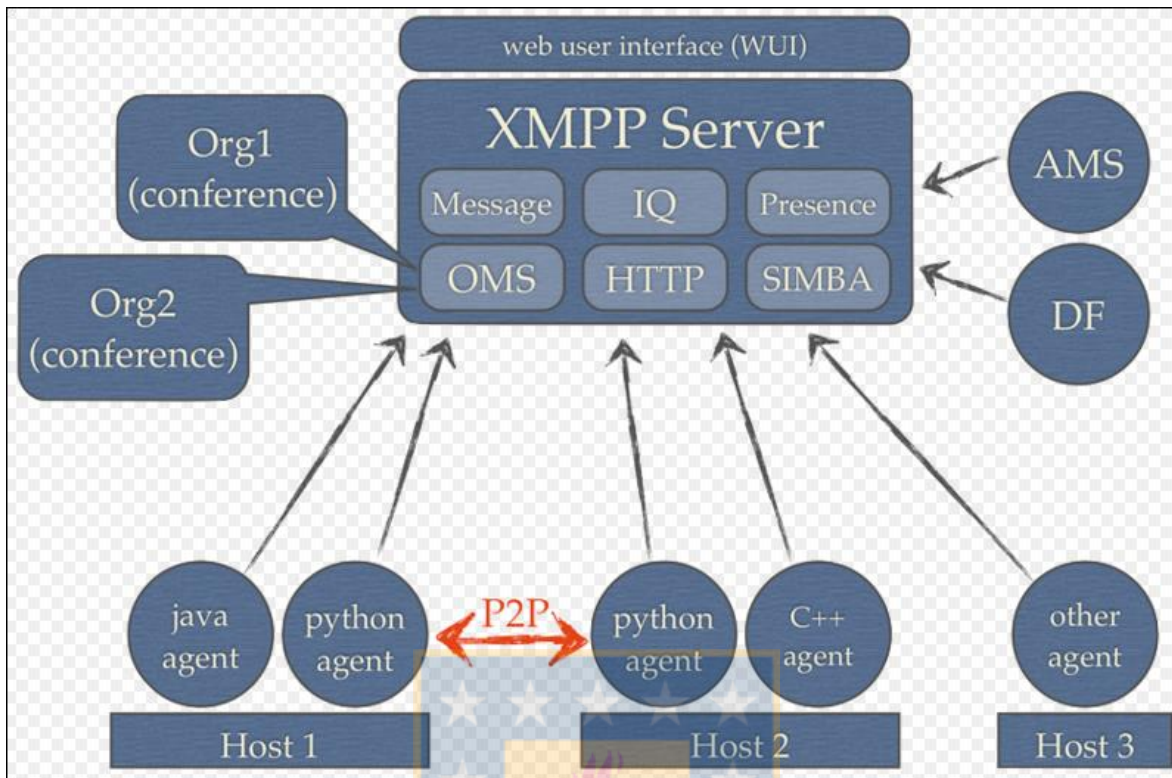 web user interface (WUI)
XMPP Server
Org1
(conference)
Message
IQ
Presence
AMS
Org2
(conference)
OMS
HTTP
SIMBA
DF
java
agent
python
agent
P2P
python
agent
C++
agent
other
agent
Host 1
Host 2
Host 3